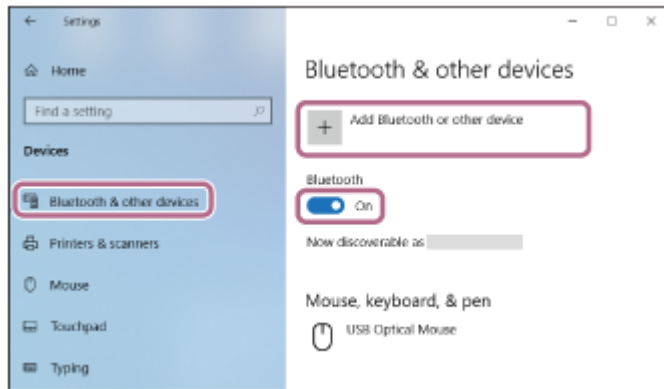 Settings
Home
Find a setting
Devices
Bluetooth & other devices
Printers & scanners
Mouse
Touchpad
Typing
Bluetooth & other devices
Add Bluetooth or other device
Bluetooth
On
Now discoverable as
Mouse, keyboard, & pen
USB Optical Mouse